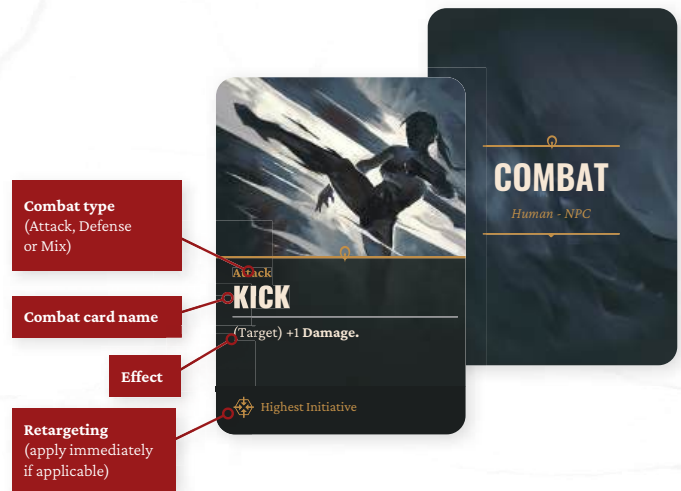 COMBAT
Human - NPC
Combat type
(Attack, Defense
or Mix)
Attack
Combat card name
KICK
(Target) +1 Damage.
Effect
Retargeting
(apply immediately
if applicable)
Highest Initiative